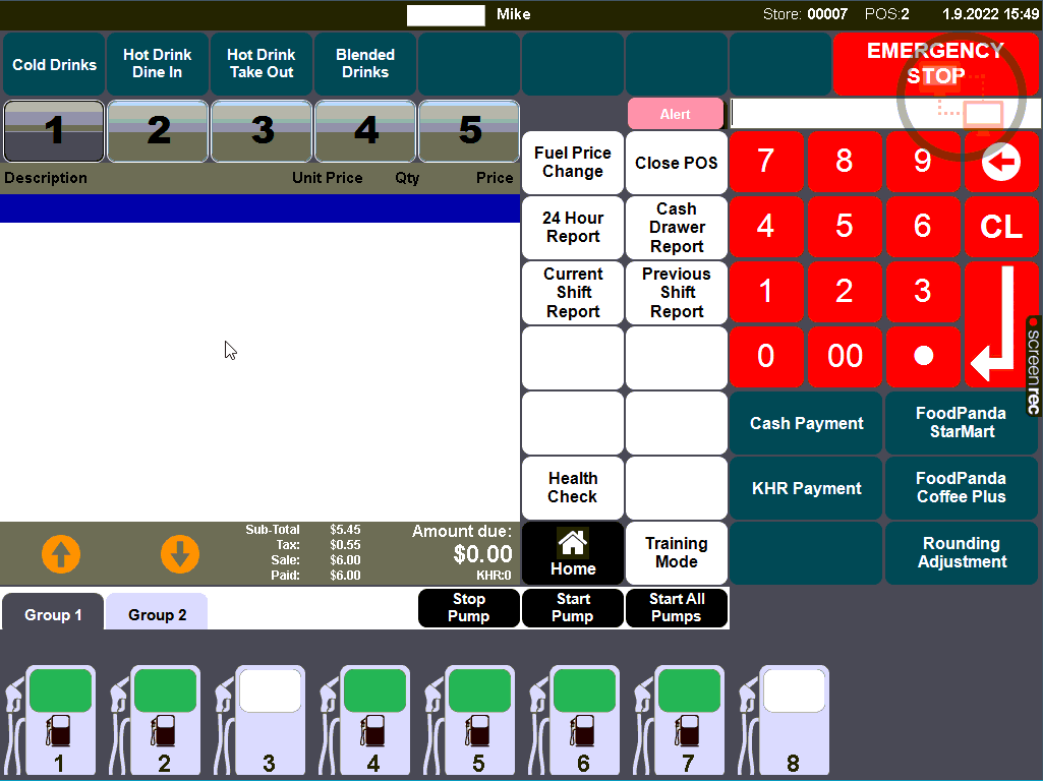 Mike
Store: 00007 POS:2 1.9.2022 15:49
Cold Drinks
Hot Drink
Dine In
Hot Drink
Take Out
Blended
Drinks
EMERGENCY
STOP
1 2 3 4 5
Alert
Description Unit Price Qty Price
Fuel Price
Change
Close POS
24 Hour
Report
Cash
Drawer
Report
Current
Shift
Report
Previous
Shift
Report
Health
Check
Home
Training
Mode
7 8 9
4 5 6 CL
1 2 3
0 00
Cash Payment
FoodPanda
StarMart
KHR Payment
FoodPanda
Coffee Plus
Rounding
Adjustment
screenrec
Sub-Total $5.45
Tax: $0.55
Sale: $6.00
Paid: $6.00
Amount due:
$0.00
KHR:0
Group 1
Group 2
Stop
Pump
Start
Pump
Start All
Pumps
1 2 3 4 5 6 7 8